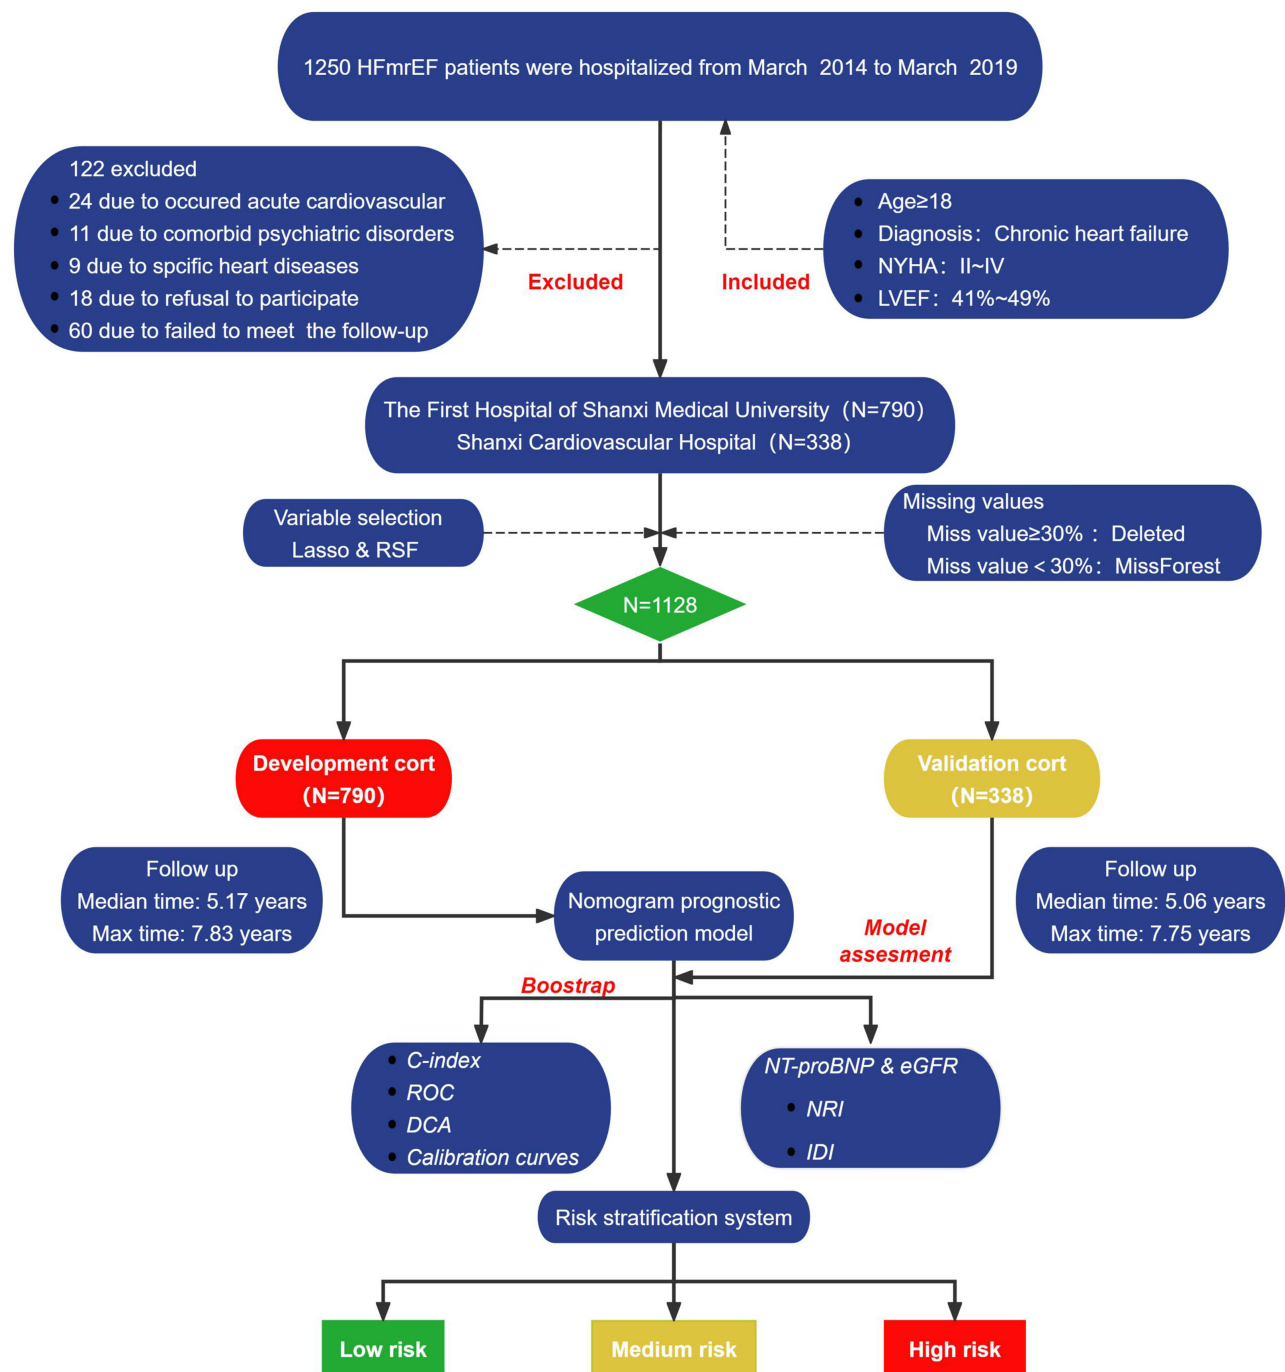 1250 HFmrEF patients were hospitalized from March 2014 to March 2019
122 excluded
• 24 due to occured acute cardiovascular
• 11 due to comorbid psychiatric disorders
• 9 due to spcific heart diseases
• 18 due to refusal to participate
• 60 due to failed to meet the follow-up
Excluded
Included
• Age≥18
• Diagnosis：Chronic heart failure
• NYHA：II~IV
• LVEF：41%~49%
The First Hospital of Shanxi Medical University（N=790）
Shanxi Cardiovascular Hospital（N=338）
Variable selection
Lasso & RSF
Missing values
Miss value≥30%：Deleted
Miss value＜30%：MissForest
N=1128
Development cort
（N=790）
Validation cort
（N=338）
Follow up
Median time: 5.17 years
Max time: 7.83 years
Nomogram prognostic
prediction model
Follow up
Median time: 5.06 years
Max time: 7.75 years
Model
assesment
Boostrap
• C-index
• ROC
• DCA
• Calibration curves
NT-proBNP & eGFR
• NRI
• IDI
Risk stratification system
Low risk
Medium risk
High risk